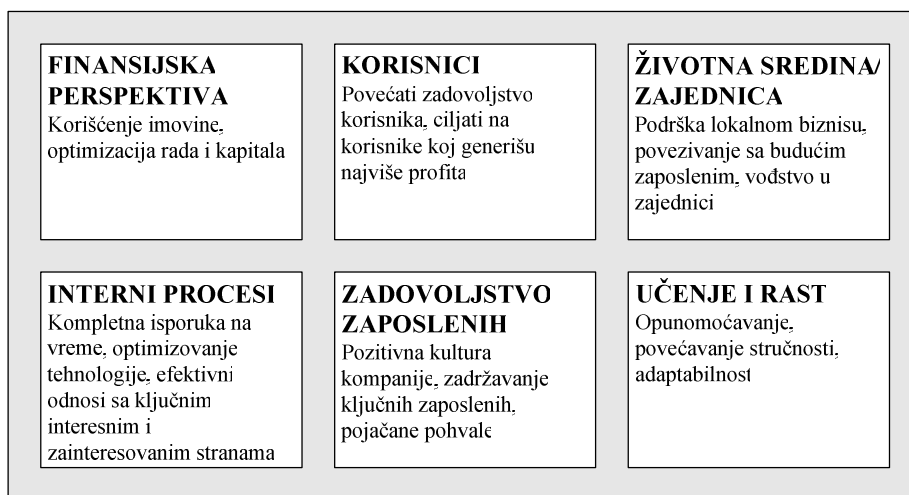 FINANSIJSKA
PERSPEKTIVA
Korišćenje imovine,
optimizacija rada i kapitala
KORISNICI
Povećati zadovoljstvo
korisnika, ciljati na
korisnike koj generišu
najviše profita
ŽIVOTNA SREDINA/
ZAJEDNICA
Podrška lokalnom biznisu,
povezivanje sa budućim
zaposlenim, vođstvo u
zajednici
INTERNI PROCESI
Kompletna isporuka na
vreme, optimizovanje
tehnologije, efektivni
odnosi sa ključnim
interesnim i
zainteresovanim stranama
ZADOVOLJSTVO
ZAPOSLENIH
Pozitivna kultura
kompanije, zadržavanje
ključnih zaposlenih,
pojačane pohvale
UČENJE I RAST
Opunomoćavanje,
povećavanje stručnosti,
adaptabilnost